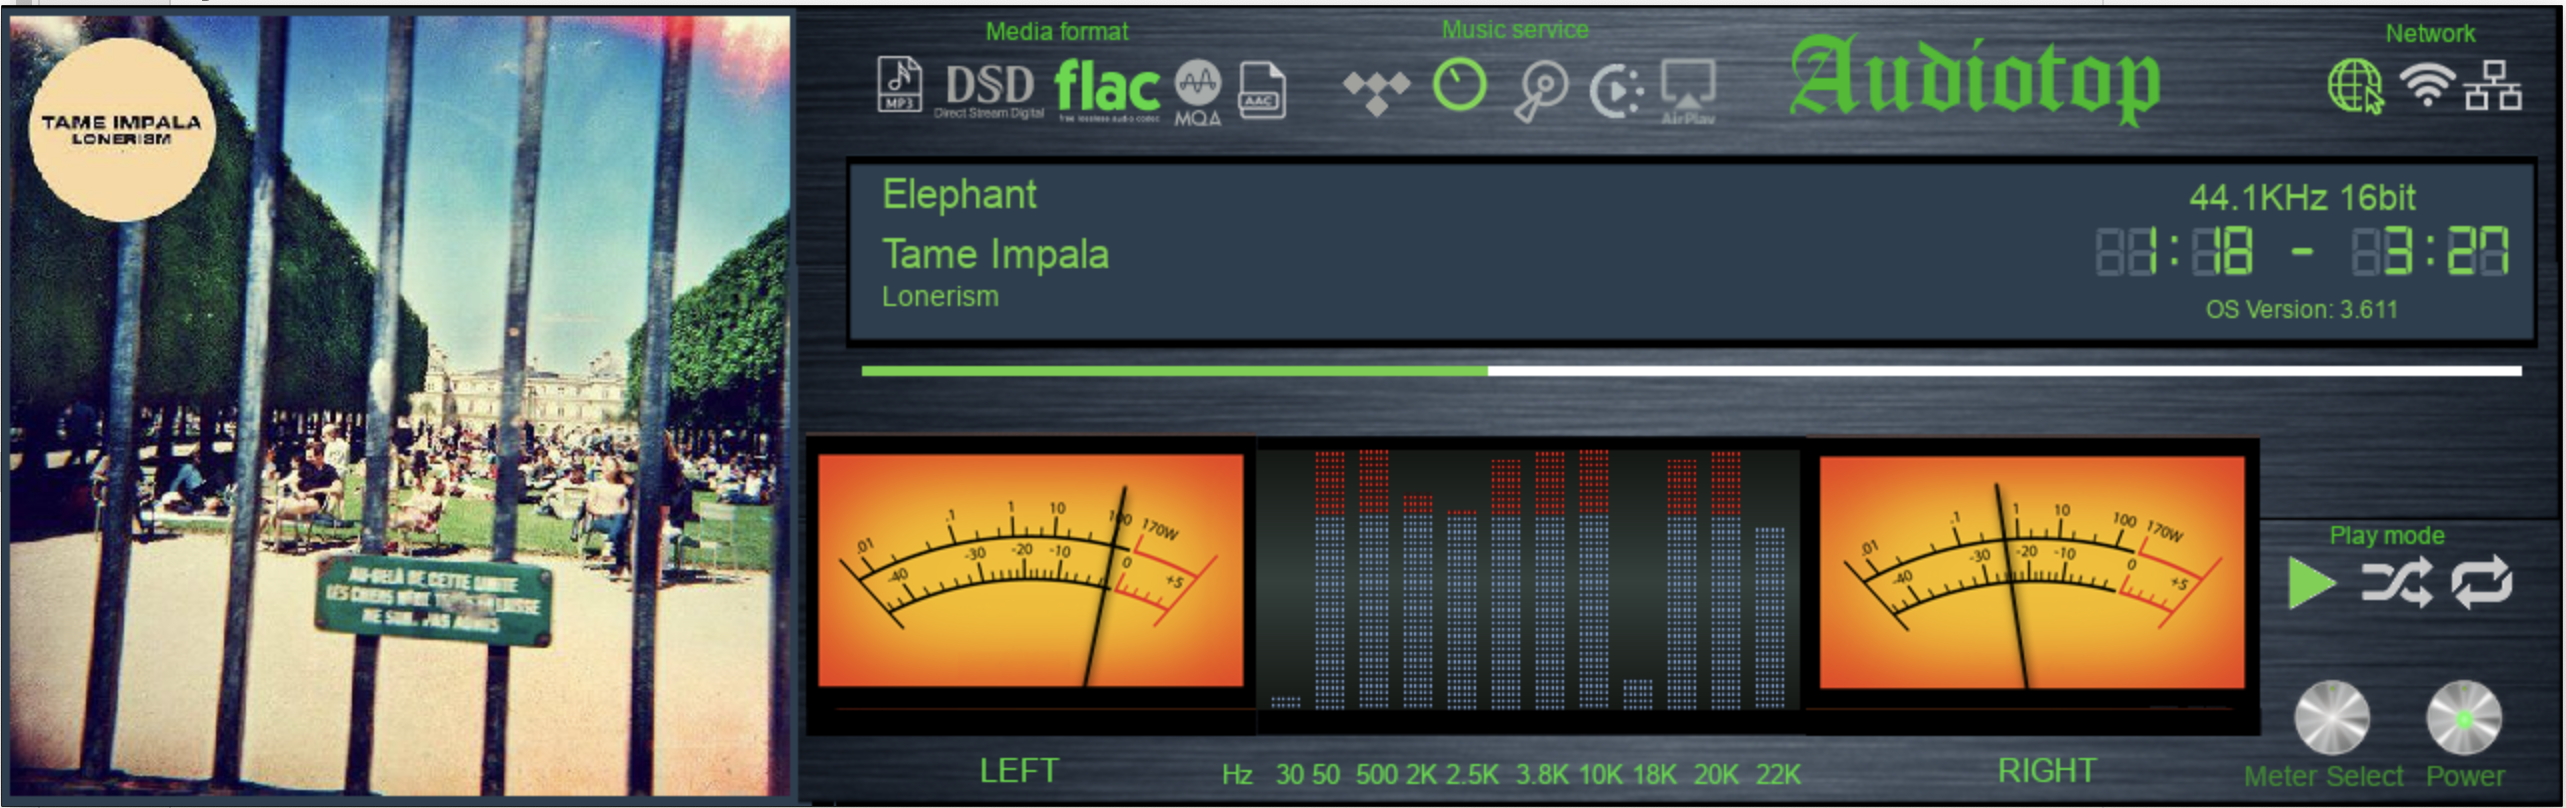 TAME IMPALA
LONERISM
AU-DELÀ DE CETTE LIMITE
LES CHIENS MÊME TENUS EN LAISSE
NE SONT PAS ADMIS
Media format
MP3
DSD
Direct Stream Digital
flac
free lossless audio codec
MQA
AAC
Music service
AirPlay
Audiotop
Network
Elephant
Tame Impala
Lonerism
44.1KHz 16bit
1:18 - 3:27
OS Version: 3.611
.01 .1 1 10 100 170W
-40 -30 -20 -10 0 +5
.01 .1 1 10 100 170W
-40 -30 -20 -10 0 +5
Play mode
LEFT
Hz 30 50 500 2K 2.5K 3.8K 10K 18K 20K 22K
RIGHT
Meter Select
Power